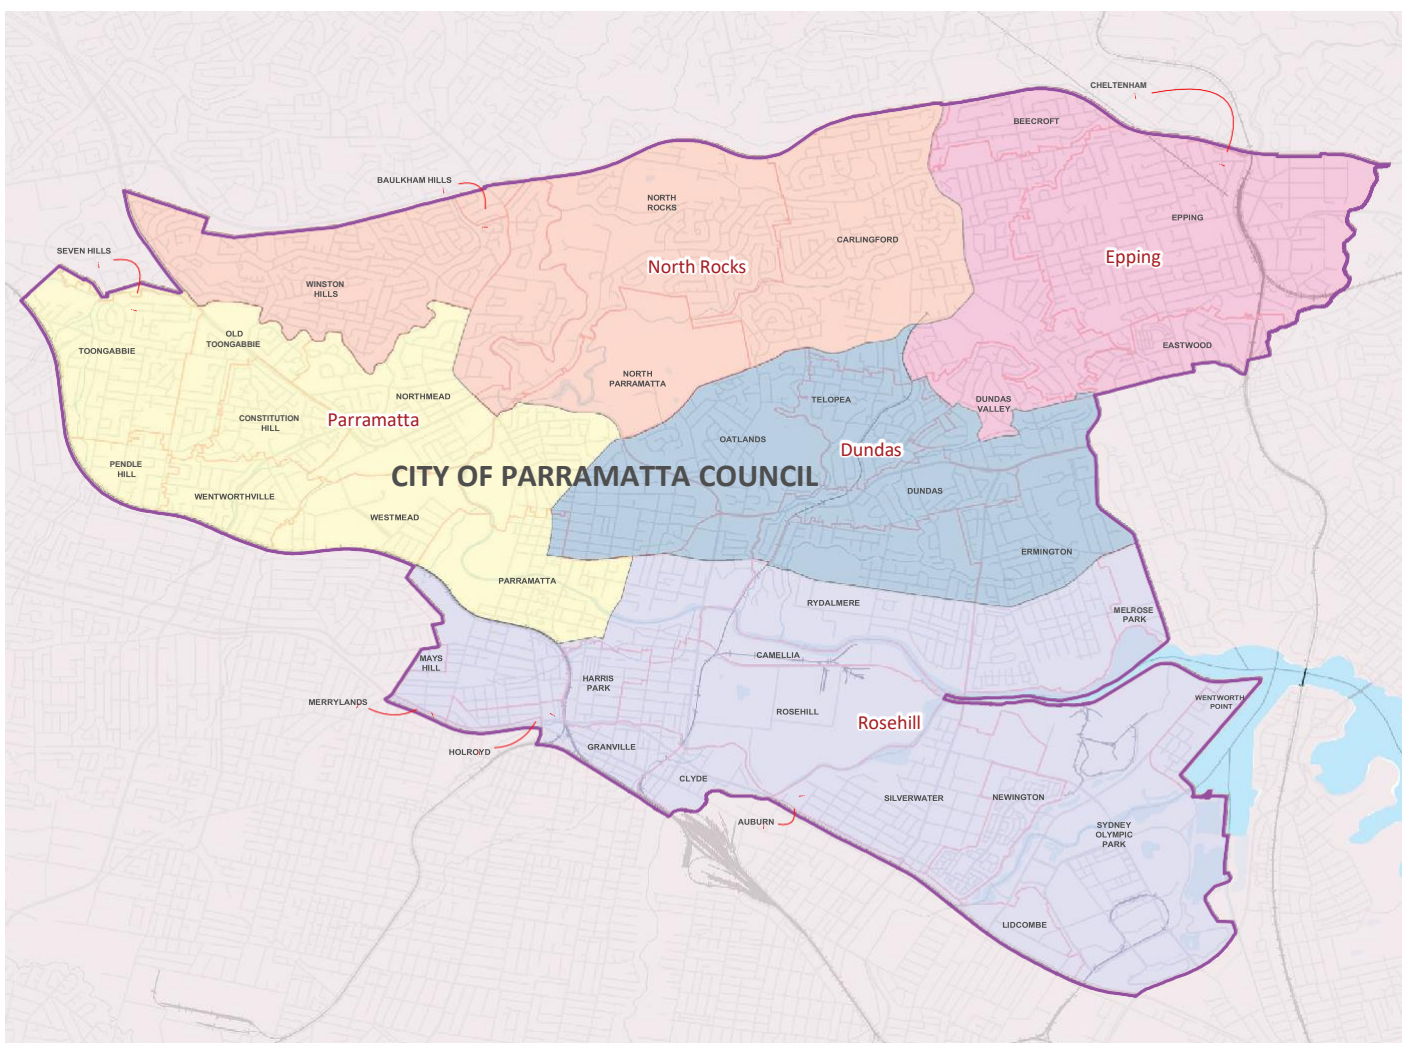 CHELTENHAM
BEECROFT
BAULKHAM HILLS
NORTH
ROCKS
EPPING
CARLINGFORD
SEVEN HILLS
Epping
North Rocks
WINSTON
HILLS
OLD
TOONGABBIE
TOONGABBIE
EASTWOOD
NORTH
PARRAMATTA
NORTHMEAD
TELOPEA
DUNDAS
VALLEY
CONSTITUTION
HILL
Parramatta
OATLANDS
Dundas
PENDLE
HILL
CITY OF PARRAMATTA COUNCIL
WENTWORTHVILLE
DUNDAS
WESTMEAD
ERMINGTON
PARRAMATTA
RYDALMERE
MELROSE
PARK
CAMELLIA
MAYS
HILL
HARRIS
PARK
MERRYLANDS
WENTWORTH
POINT
ROSEHILL
Rosehill
HOLROYD
GRANVILLE
CLYDE
SILVERWATER
NEWINGTON
AUBURN
SYDNEY
OLYMPIC
PARK
LIDCOMBE